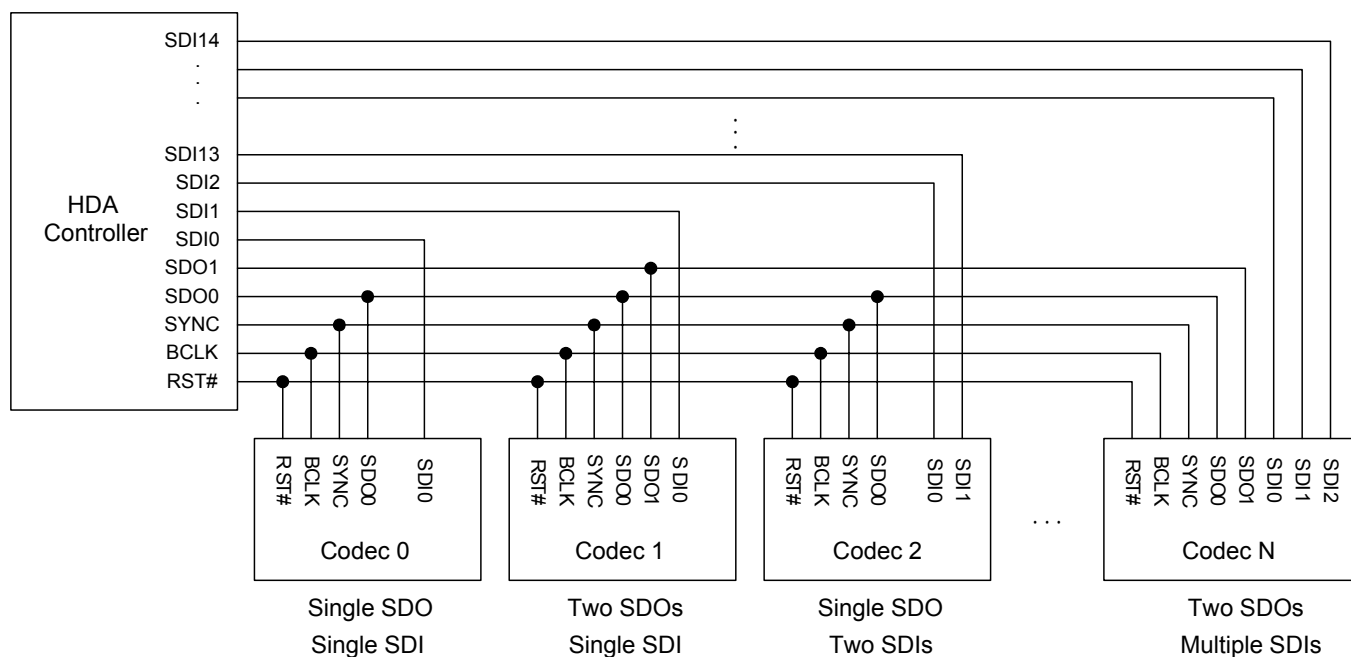 SDI14
.
.
.
SDI13
SDI2
SDI1
SDI0
SDO1
SDO0
SYNC
BCLK
RST#
HDA
Controller
. . .
RST#
BCLK
SYNC
SDO0
SDI0
Codec 0
Single SDO
Single SDI
RST#
BCLK
SYNC
SDO0
SDO1
SDI0
Codec 1
Two SDOs
Single SDI
RST#
BCLK
SYNC
SDO0
SDI0
SDI1
Codec 2
Single SDO
Two SDIs
. . .
RST#
BCLK
SYNC
SDO0
SDO1
SDI0
SDI1
SDI2
Codec N
Two SDOs
Multiple SDIs